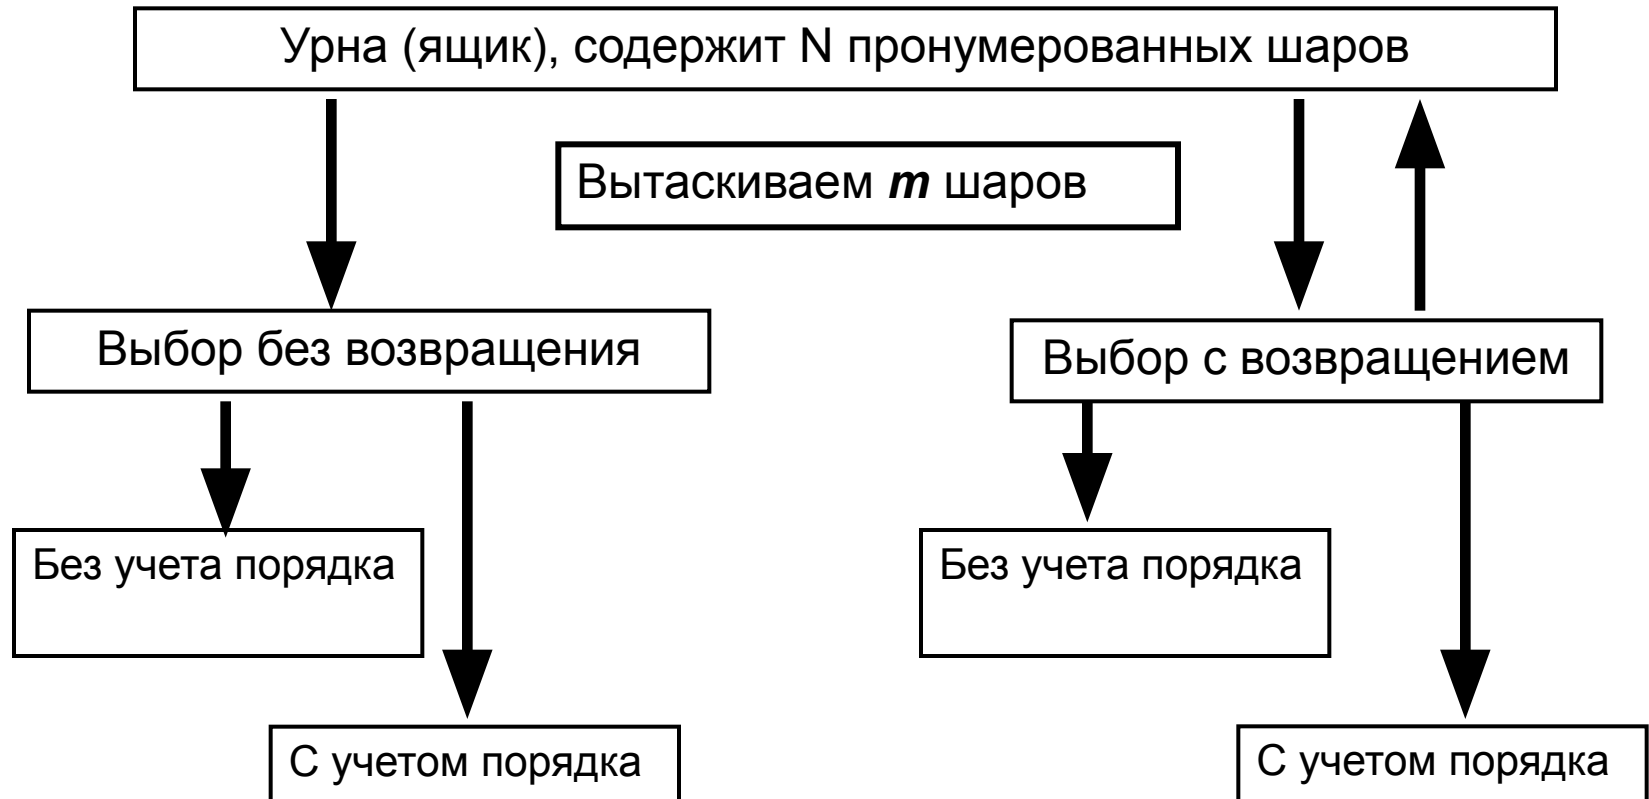 Урна (ящик), содержит N пронумерованных шаров
Вытаскиваем m шаров
Выбор без возвращения
Выбор с возвращением
Без учета порядка
Без учета порядка
С учетом порядка
С учетом порядка